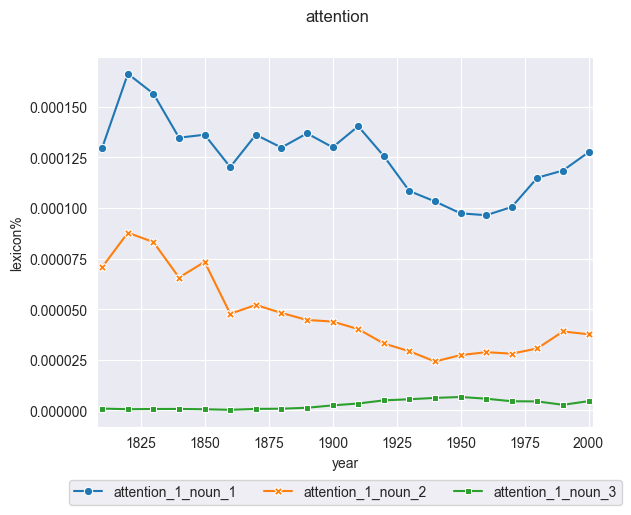 attention
0.000150
0.000125
0.000100
0.000075
0.000050
0.000025
0.000000
lexicon%
1825 1850 1875 1900 1925 1950 1975 2000
year
attention_1_noun_1 attention_1_noun_2 attention_1_noun_3